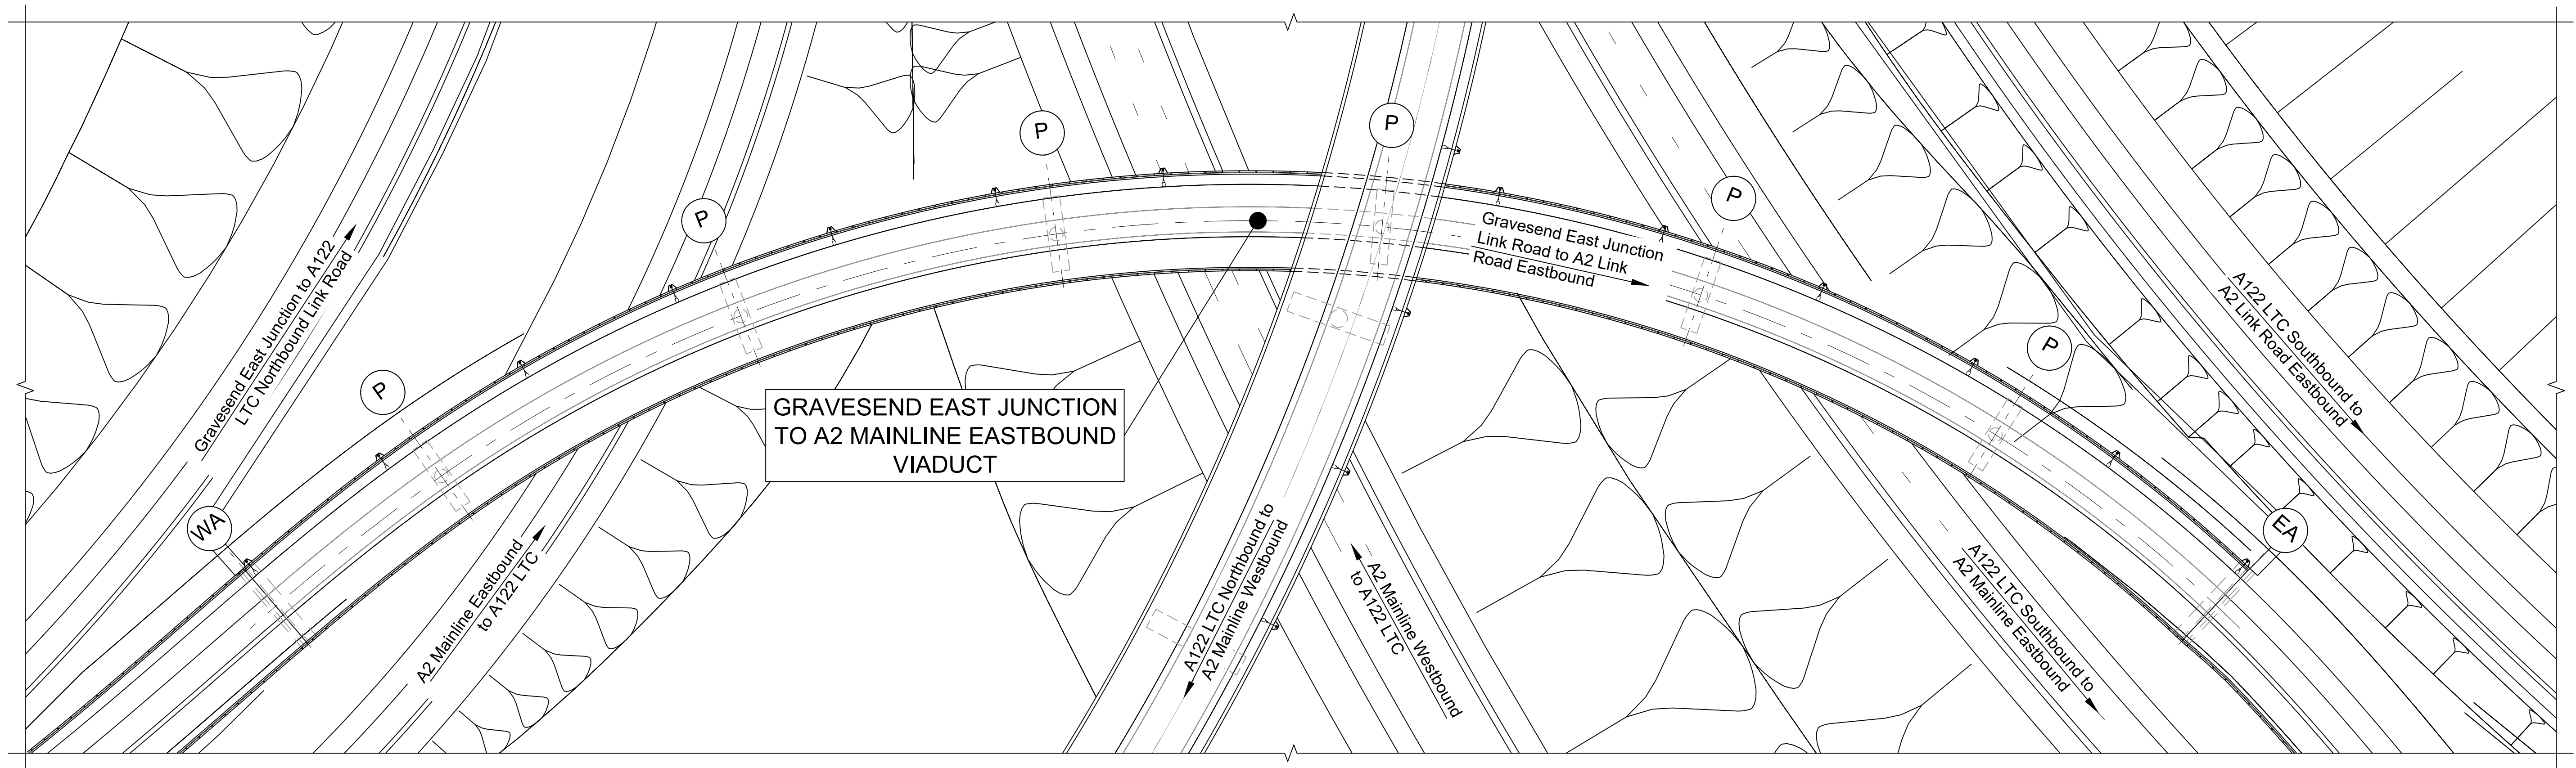 P
P
P
P
P
P
WA
EA
Gravesend East Junction to A122
LTC Northbound Link Road
A2 Mainline Eastbound
to A122 LTC
GRAVESEND EAST JUNCTION
TO A2 MAINLINE EASTBOUND
VIADUCT
A122 LTC Northbound to
A2 Mainline Westbound
A2 Mainline Westbound
to A122 LTC
Gravesend East Junction
Link Road to A2 Link
Road Eastbound
A122 LTC Southbound to
A2 Mainline Eastbound
A122 LTC Southbound to
A2 Link Road Eastbound